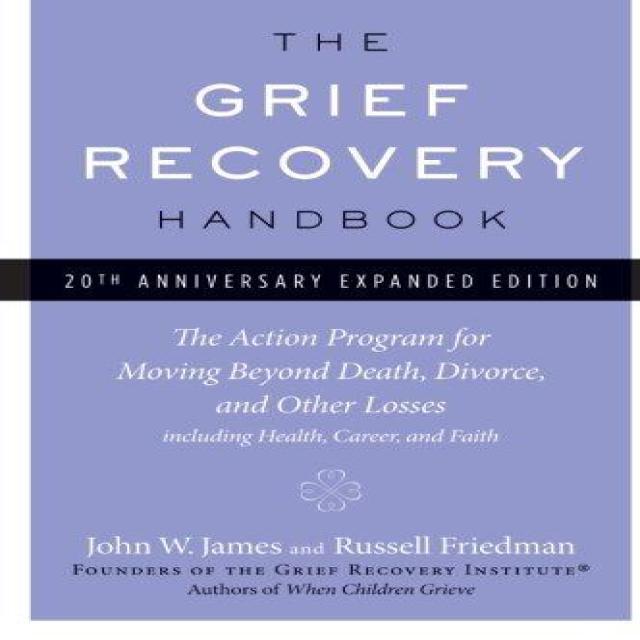 THE
GRIEF
RECOVERY
HANDBOOK
20TH ANNIVERSARY EXPANDED EDITION
The Action Program for
Moving Beyond Death, Divorce,
and Other Losses
including Health, Career, and Faith
John W. James and Russell Friedman
FOUNDERS OF THE GRIEF RECOVERY INSTITUTE®
Authors of When Children Grieve